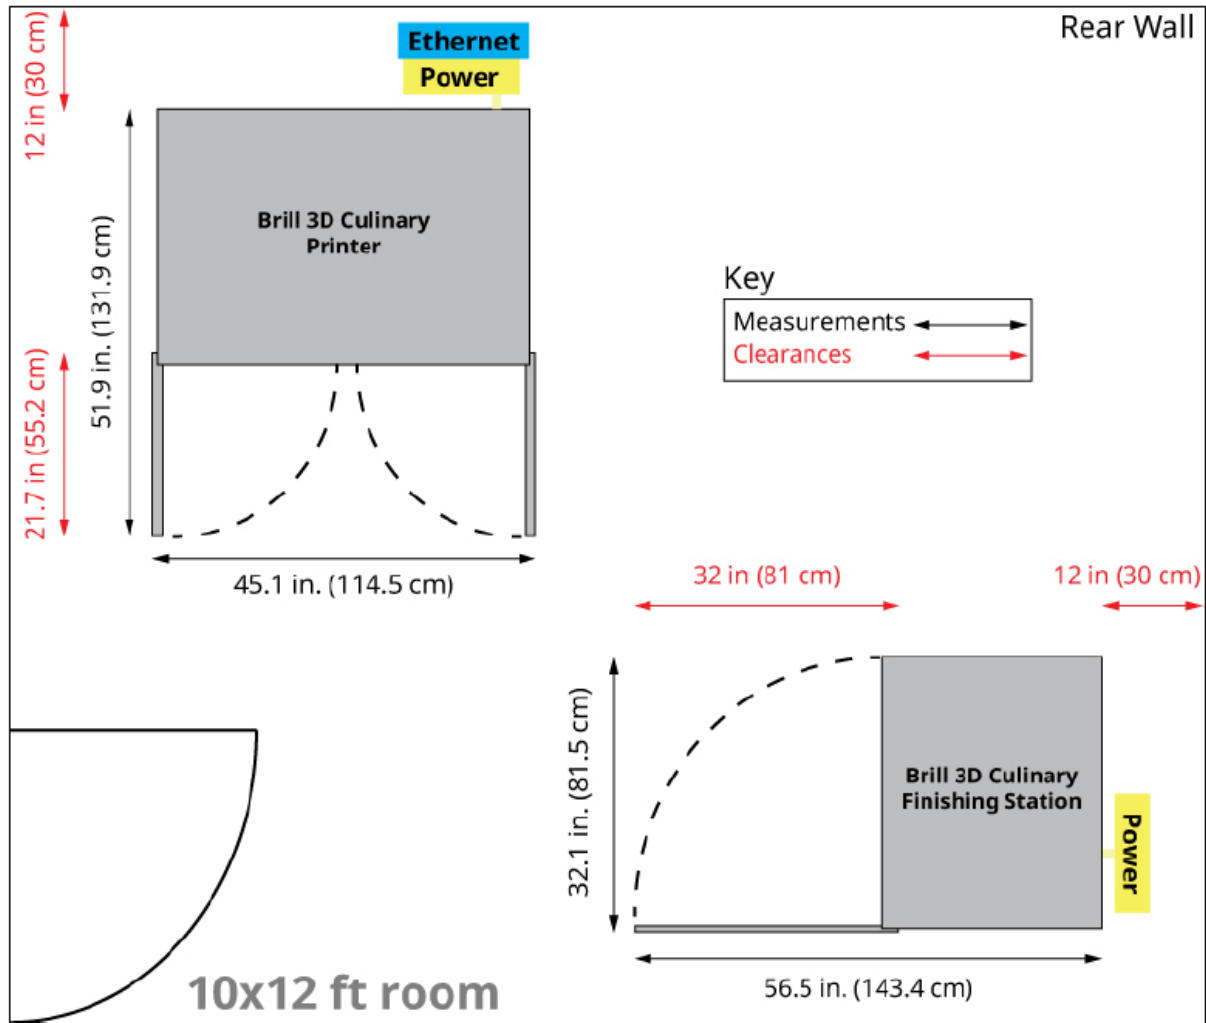 Rear Wall
12 in (30 cm)
Ethernet
Power
Brill 3D Culinary
Printer
51.9 in. (131.9 cm)
21.7 in (55.2 cm)
45.1 in. (114.5 cm)
Key
Measurements
Clearances
32 in (81 cm)
12 in (30 cm)
32.1 in. (81.5 cm)
Brill 3D Culinary
Finishing Station
Power
56.5 in. (143.4 cm)
10x12 ft room